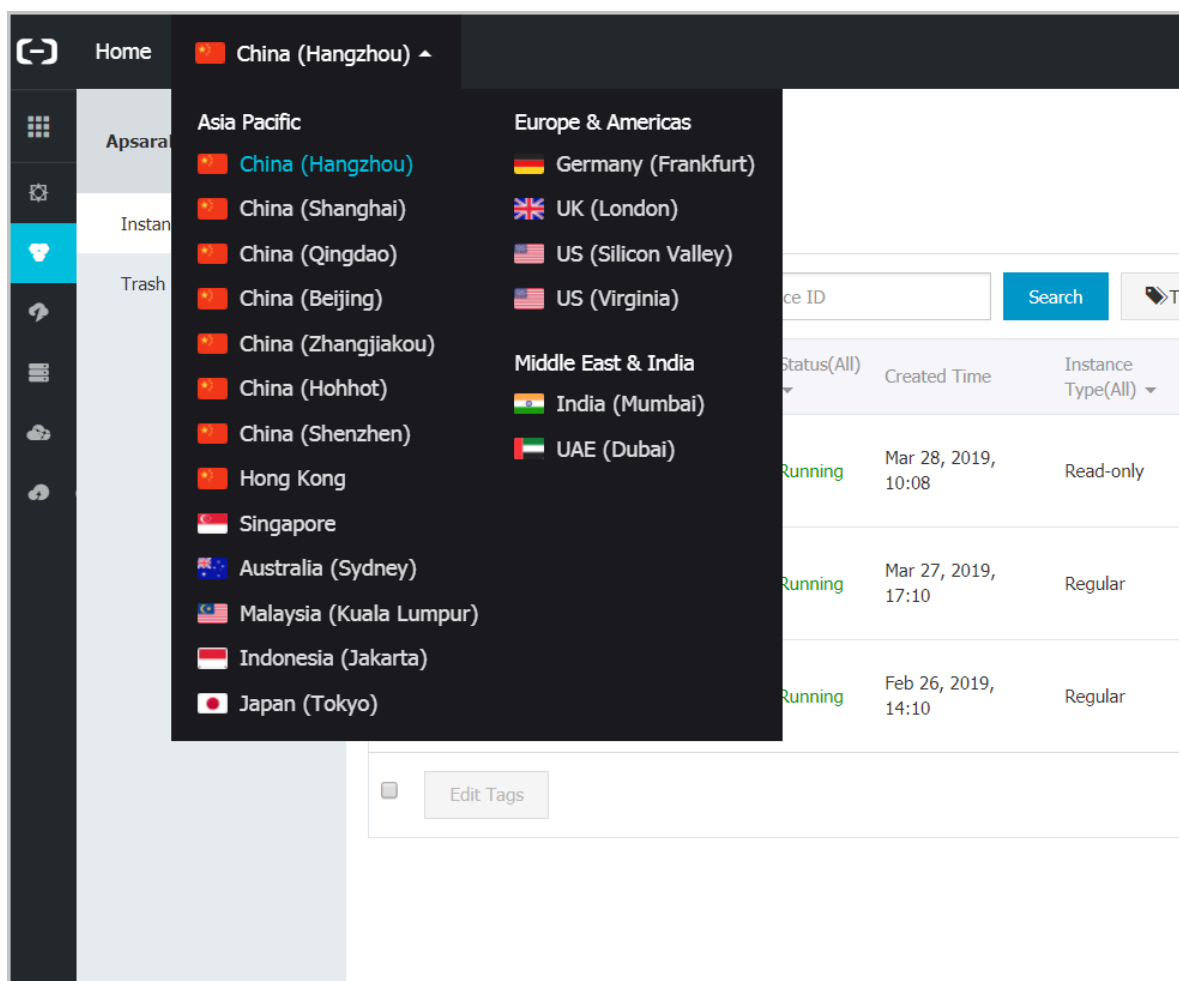 Home
China (Hangzhou)
Asia Pacific
China (Hangzhou)
China (Shanghai)
China (Qingdao)
China (Beijing)
China (Zhangjiakou)
China (Hohhot)
China (Shenzhen)
Hong Kong
Singapore
Australia (Sydney)
Malaysia (Kuala Lumpur)
Indonesia (Jakarta)
Japan (Tokyo)
Europe & Americas
Germany (Frankfurt)
UK (London)
US (Silicon Valley)
US (Virginia)
Middle East & India
India (Mumbai)
UAE (Dubai)
Trash
ID
Search
Status(All)
Created Time
Instance
Type(All)
Running
Mar 28, 2019,
10:08
Read-only
Running
Mar 27, 2019,
17:10
Regular
Running
Feb 26, 2019,
14:10
Regular
Edit Tags